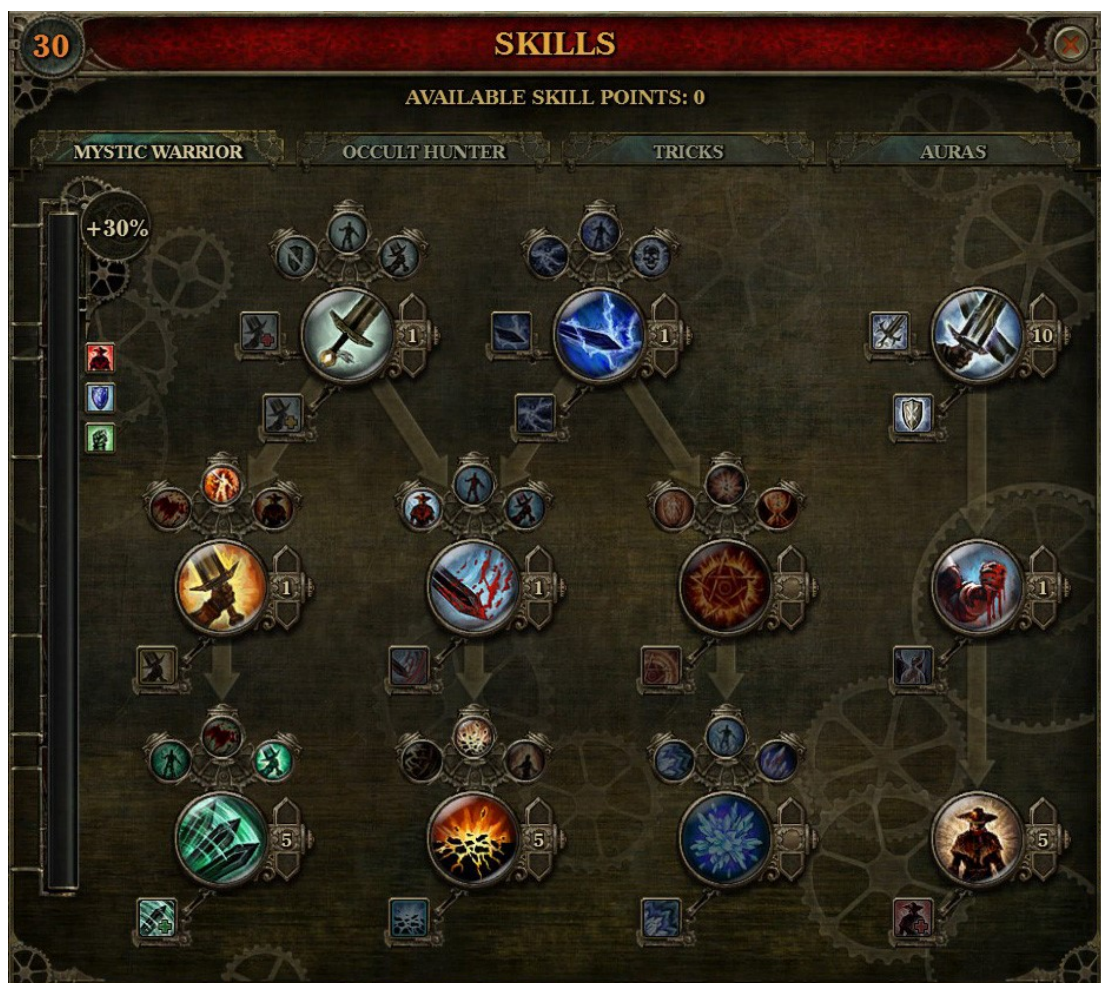 30
SKILLS
AVAILABLE SKILL POINTS: 0
MYSTIC WARRIOR
OCCULT HUNTER
TRICKS
AURAS
+30%
1
1
10
1
1
1
5
5
5